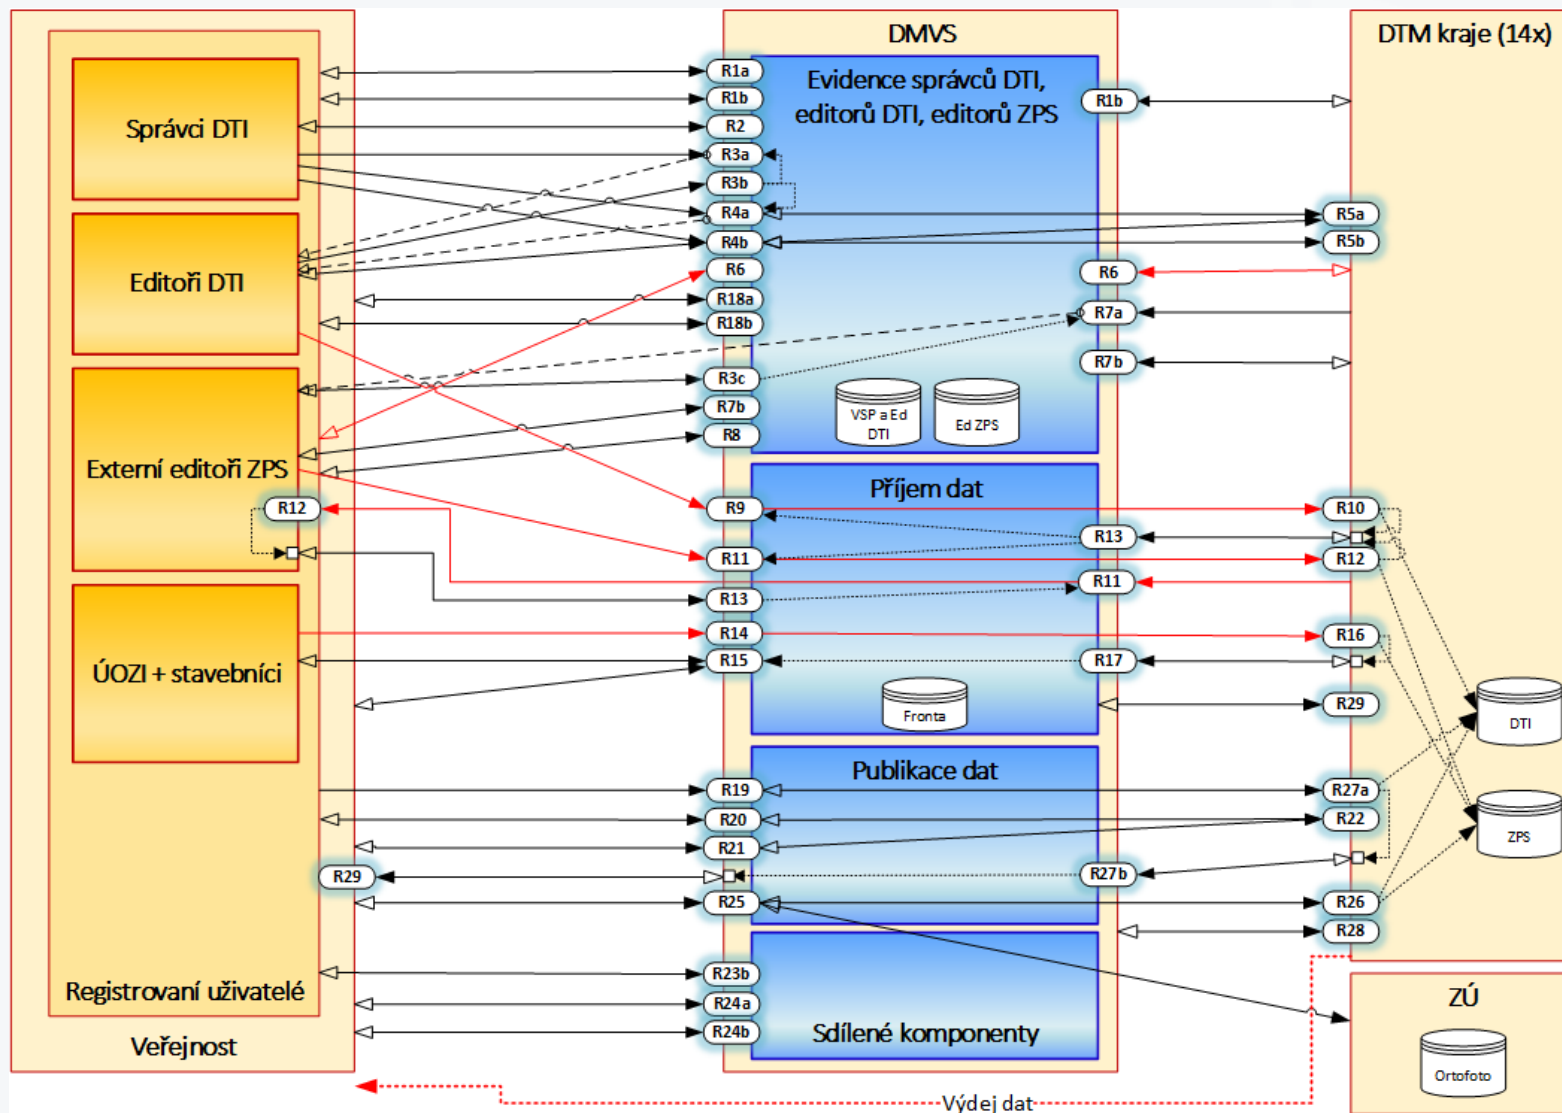 DMVS
DTM kraje (14x)
Správci DTI
Editoři DTI
Externí editoři ZPS
R12
ÚOZI + stavebníci
R29
Registrovaní uživatelé
Veřejnost
R1a
R1b
R2
R3a
R3b
R4a
R4b
R6
R18a
R18b
R3c
R7b
R8
Evidence správců DTI,
editorů DTI, editorů ZPS
VSP a Ed
DTI
Ed ZPS
R1b
R6
R7a
R7b
R9
R11
R13
R14
R15
Příjem dat
Fronta
R13
R11
R17
R19
R20
R21
R25
Publikace dat
R27b
R23b
R24a
R24b
Sdílené komponenty
R5a
R5b
R10
R12
R16
R29
R27a
R22
R26
R28
DTI
ZPS
ZÚ
Ortofoto
Výdej dat